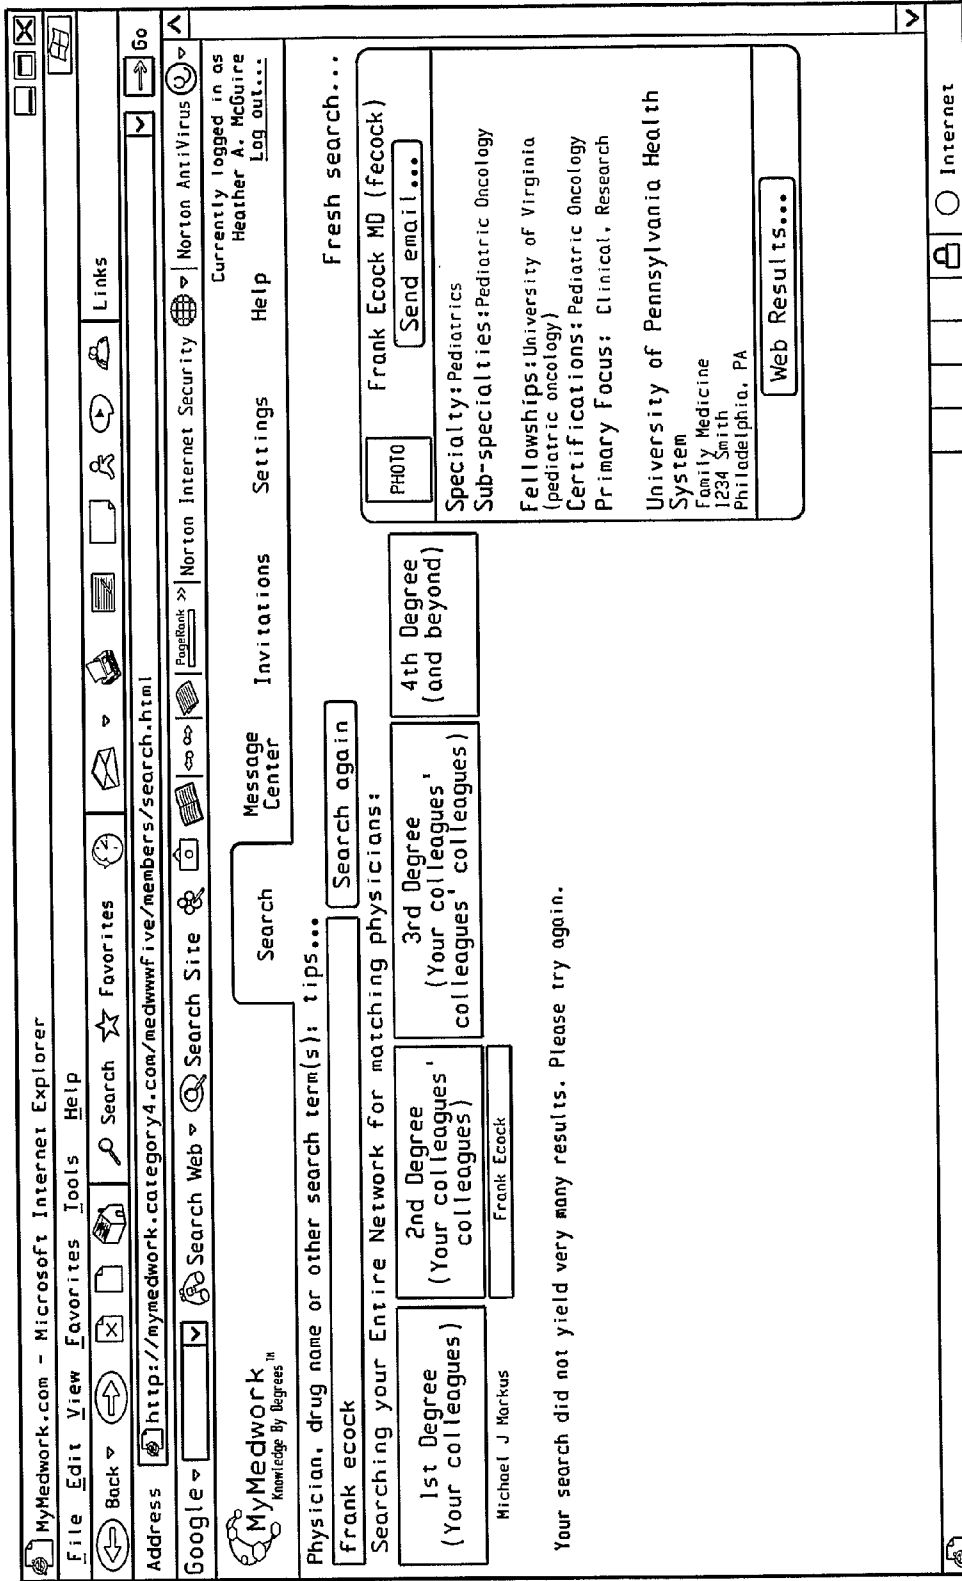 MyMedwork.com - Microsoft Internet Explorer
File Edit View Favorites Tools Help
Back Search Favorites Links
Address http://mymedwork.category4.com/medwwwfive/members/search.html Go
Google Search Web Search Site PageRank >> Norton Internet Security Norton AntiVirus
MyMedwork
Knowledge By Degrees™
Search
Message
Center
Invitations
Settings
Help
Currently logged in as
Heather A. McGuire
Log out...
Physician, drug name or other search term(s): tips...
Fresh search...
frank ecock
Search again
Searching your Entire Network for matching physicians:
1st Degree
(Your colleagues)
2nd Degree
(Your colleagues'
colleagues)
3rd Degree
(Your colleagues'
colleagues' colleagues)
4th Degree
(and beyond)
Michael J Markus
Frank Ecock
Your search did not yield very many results. Please try again.
PHOTO
Frank Ecock MD (fecock)
Send email...
Specialty:Pediatrics
Sub-specialties:Pediatric Oncology
Fellowships:University of Virginia
(pediatric oncology)
Certifications:Pediatric Oncology
Primary Focus: Clinical, Research
University of Pennsylvania Health
System
Family Medicine
1234 Smith
Philadelphia, PA
Web Results...
Internet